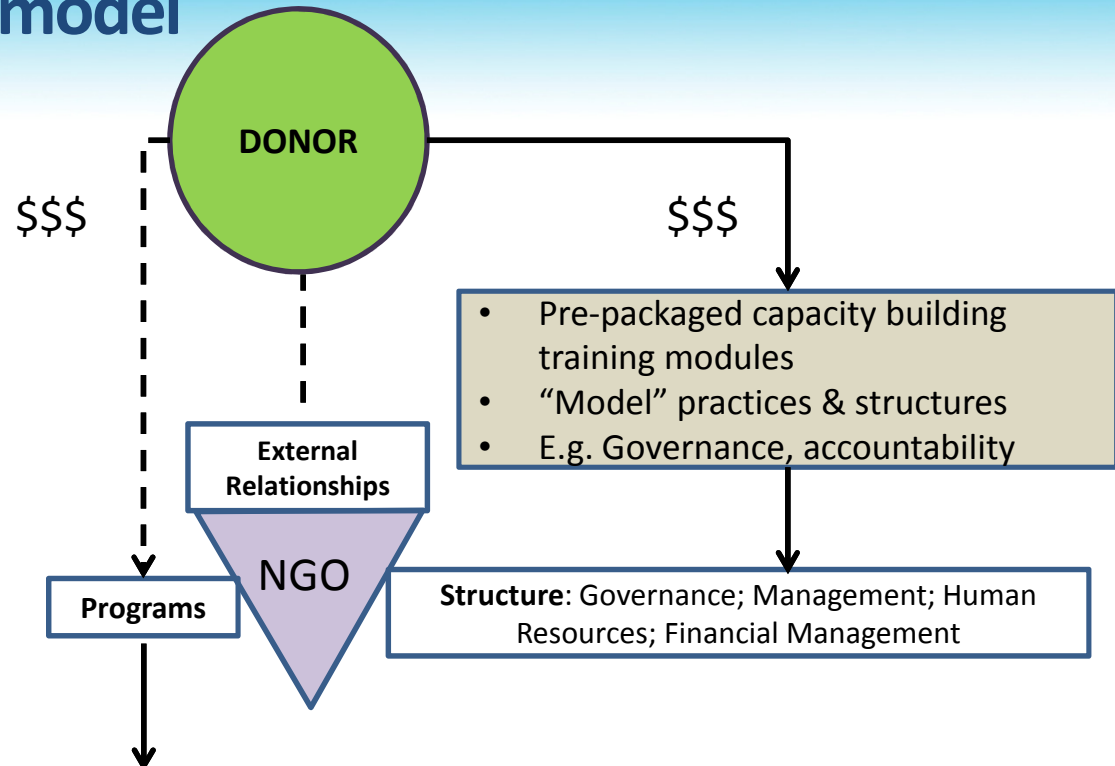 model
DONOR
$$$
$$$
• Pre-packaged capacity building
training modules
• “Model” practices & structures
• E.g. Governance, accountability
External
Relationships
NGO
Programs
Structure: Governance; Management; Human
Resources; Financial Management